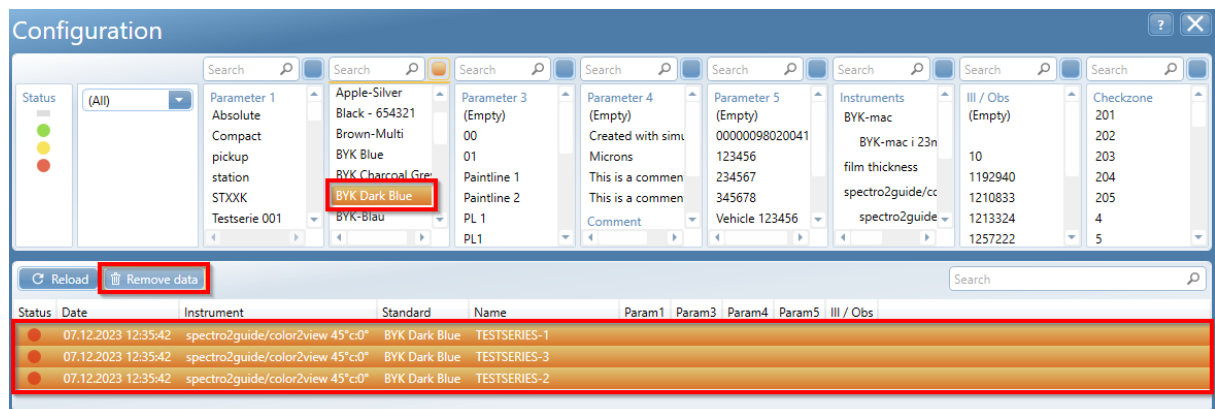 Configuration ?
Search Search Search Search Search Search Search Search
Status (All)
Parameter 1
Absolute
Compact
pickup
station
STXXK
Testserie 001
Apple-Silver
Black - 654321
Brown-Multi
BYK Blue
BYK Charcoal Gre
BYK Dark Blue
BYK-Blau
Parameter 3
(Empty)
00
01
Paintline 1
Paintline 2
PL 1
PL1
Parameter 4
(Empty)
Created with simu
Microns
This is a commen
This is a commen
Comment
Parameter 5
(Empty)
00000098020041
123456
234567
345678
Vehicle 123456
Instruments
BYK-mac
BYK-mac i 23n
film thickness
spectro2guide/cc
spectro2guide
Ill / Obs
(Empty)
10
1192940
1210833
1213324
1257222
Checkzone
201
202
203
204
205
4
5
Reload Remove data Search
Status Date Instrument Standard Name Param1 Param3 Param4 Param5 Ill / Obs
07.12.2023 12:35:42 spectro2guide/color2view 45°c:0° BYK Dark Blue TESTSERIES-1
07.12.2023 12:35:42 spectro2guide/color2view 45°c:0° BYK Dark Blue TESTSERIES-3
07.12.2023 12:35:42 spectro2guide/color2view 45°c:0° BYK Dark Blue TESTSERIES-2